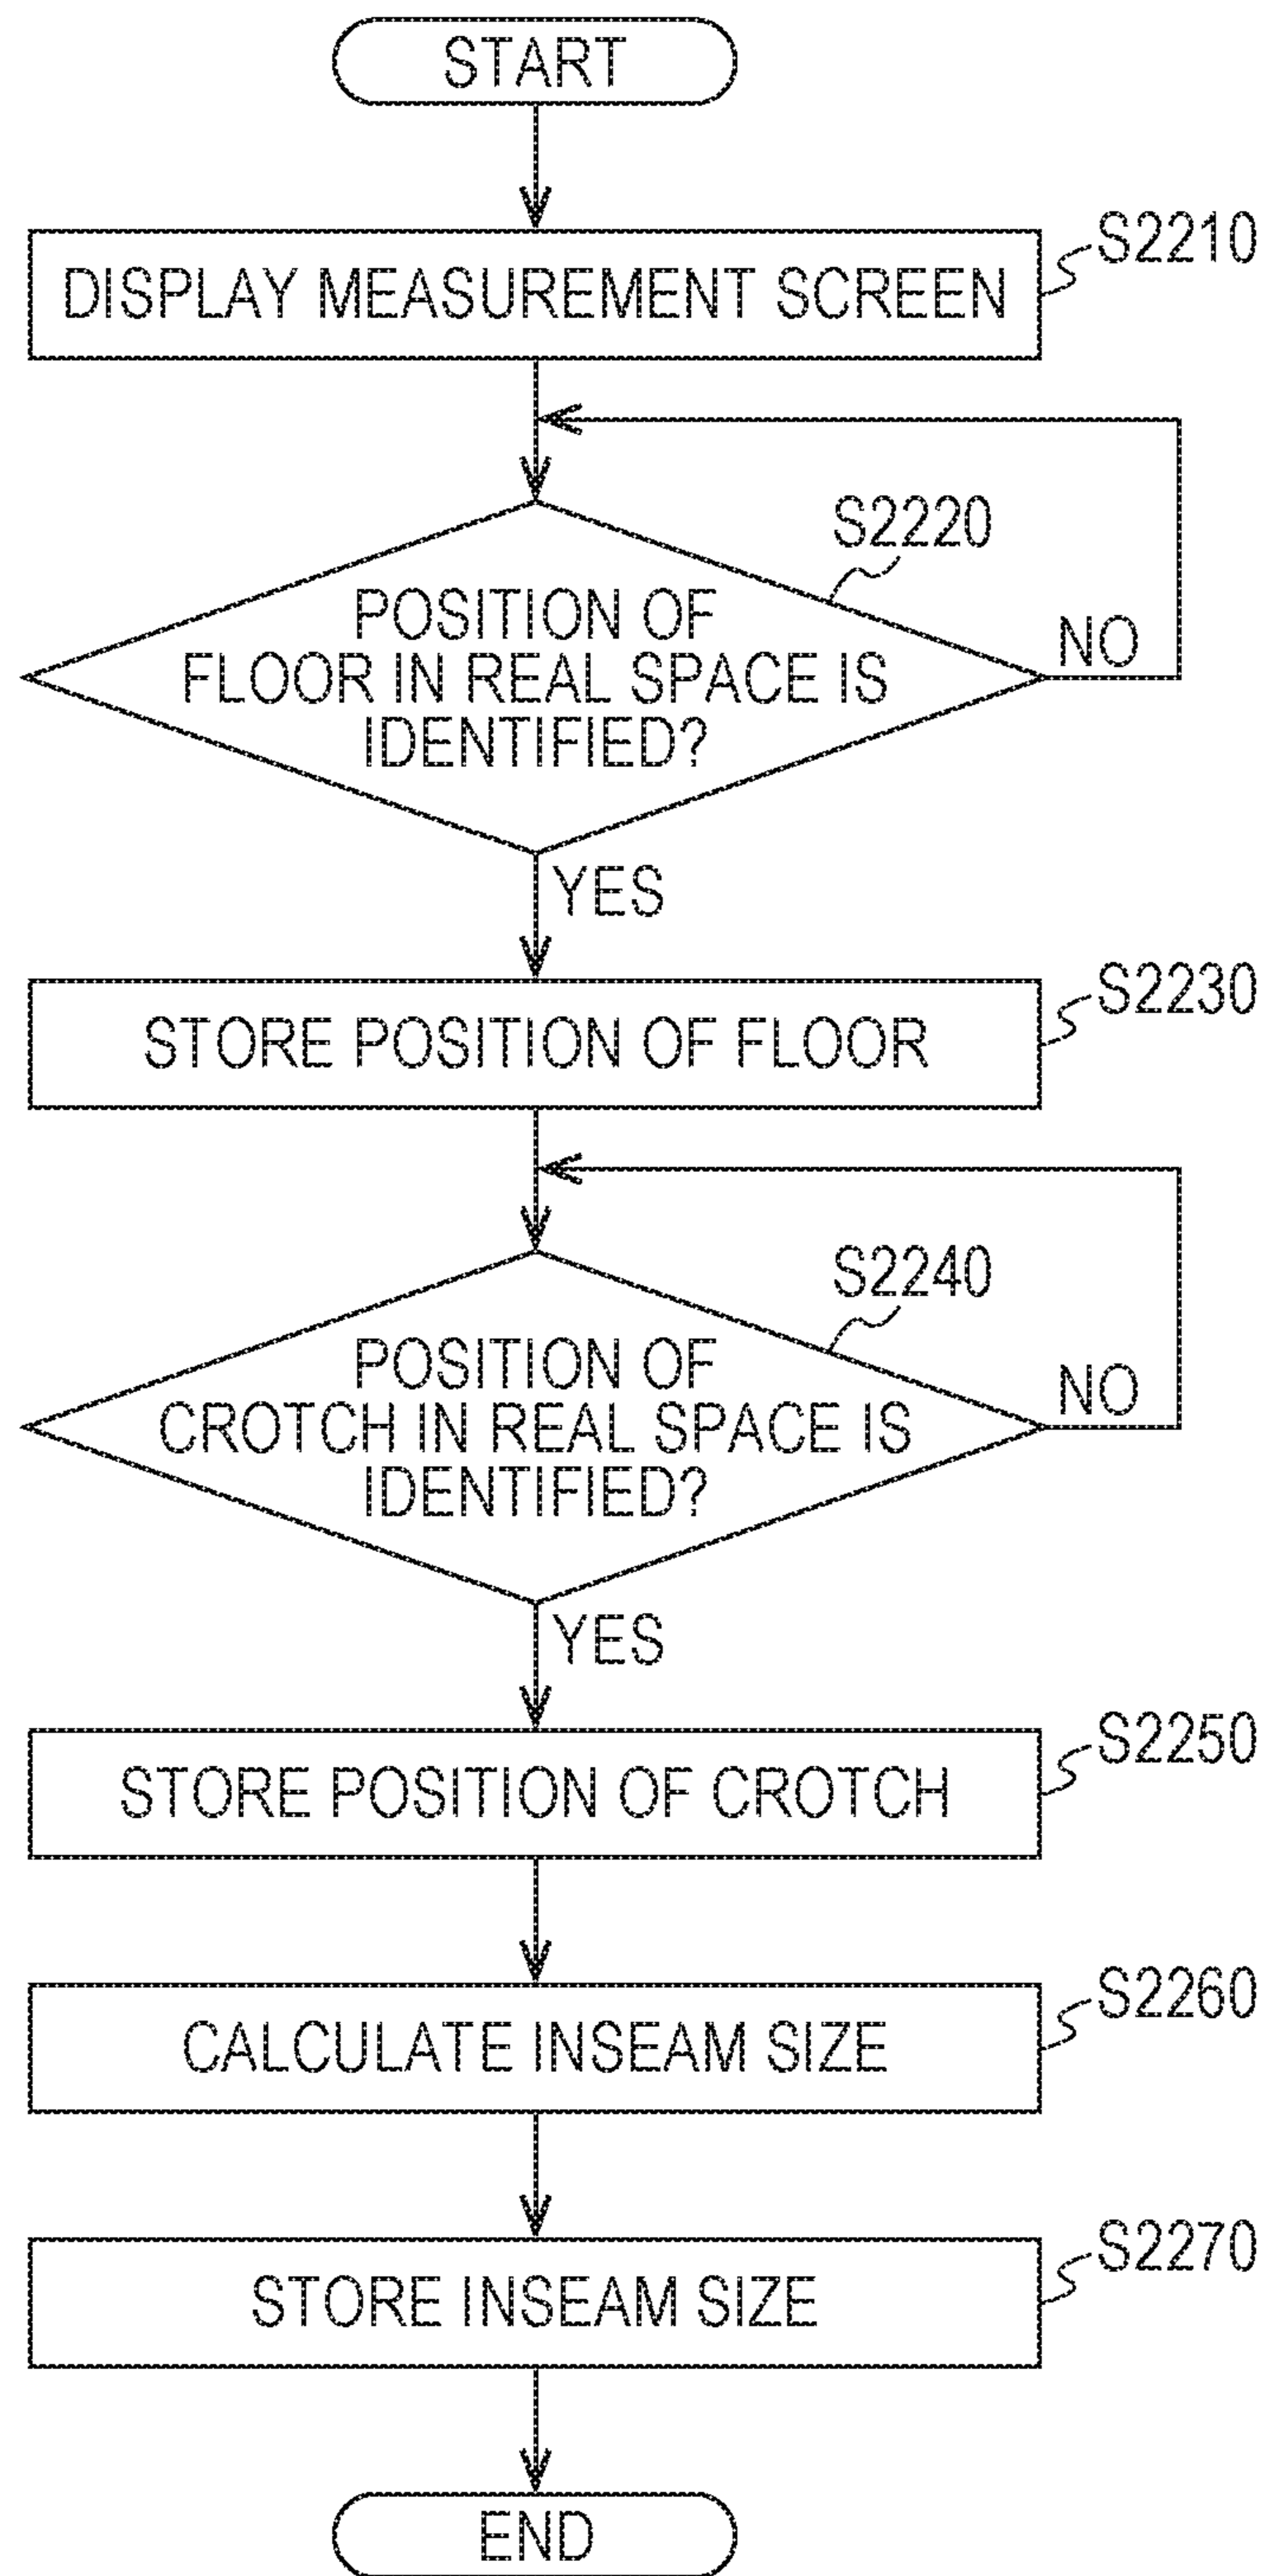 START
S2210
DISPLAY MEASUREMENT SCREEN
S2220
POSITION OF
FLOOR IN REAL SPACE IS
IDENTIFIED?
NO
YES
S2230
STORE POSITION OF FLOOR
S2240
POSITION OF
CROTCH IN REAL SPACE IS
IDENTIFIED?
NO
YES
S2250
STORE POSITION OF CROTCH
S2260
CALCULATE INSEAM SIZE
S2270
STORE INSEAM SIZE
END